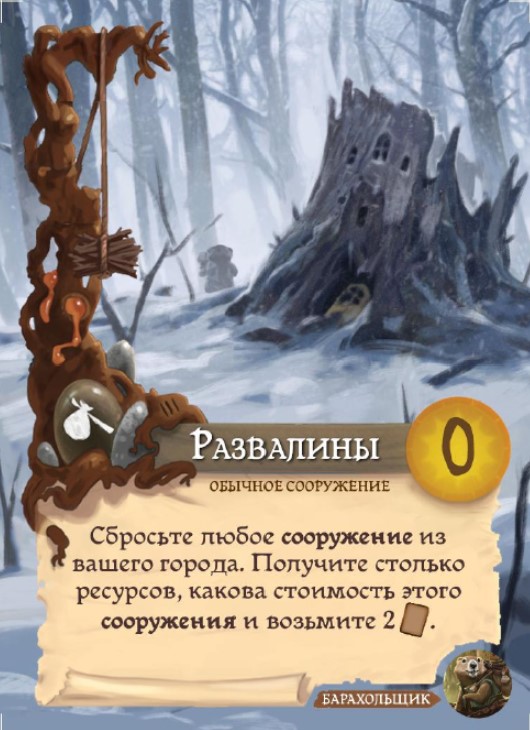 Развалины
0
обычное сооружение
Сбросьте любое сооружение из
вашего города. Получите столько
ресурсов, какова стоимость этого
сооружения и возьмите 2 .
Барахольщик